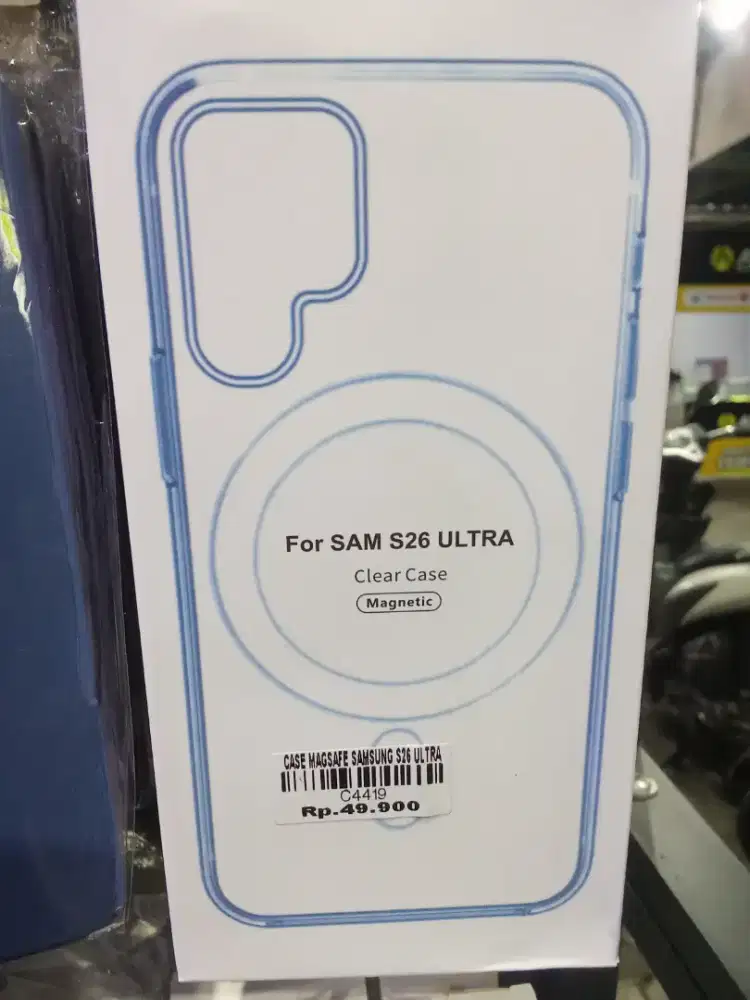 For SAM S26 ULTRA
Clear Case
Magnetic
CASE MAGSAFE SAMSUNG S26 ULTRA
C4419
Rp.49.900